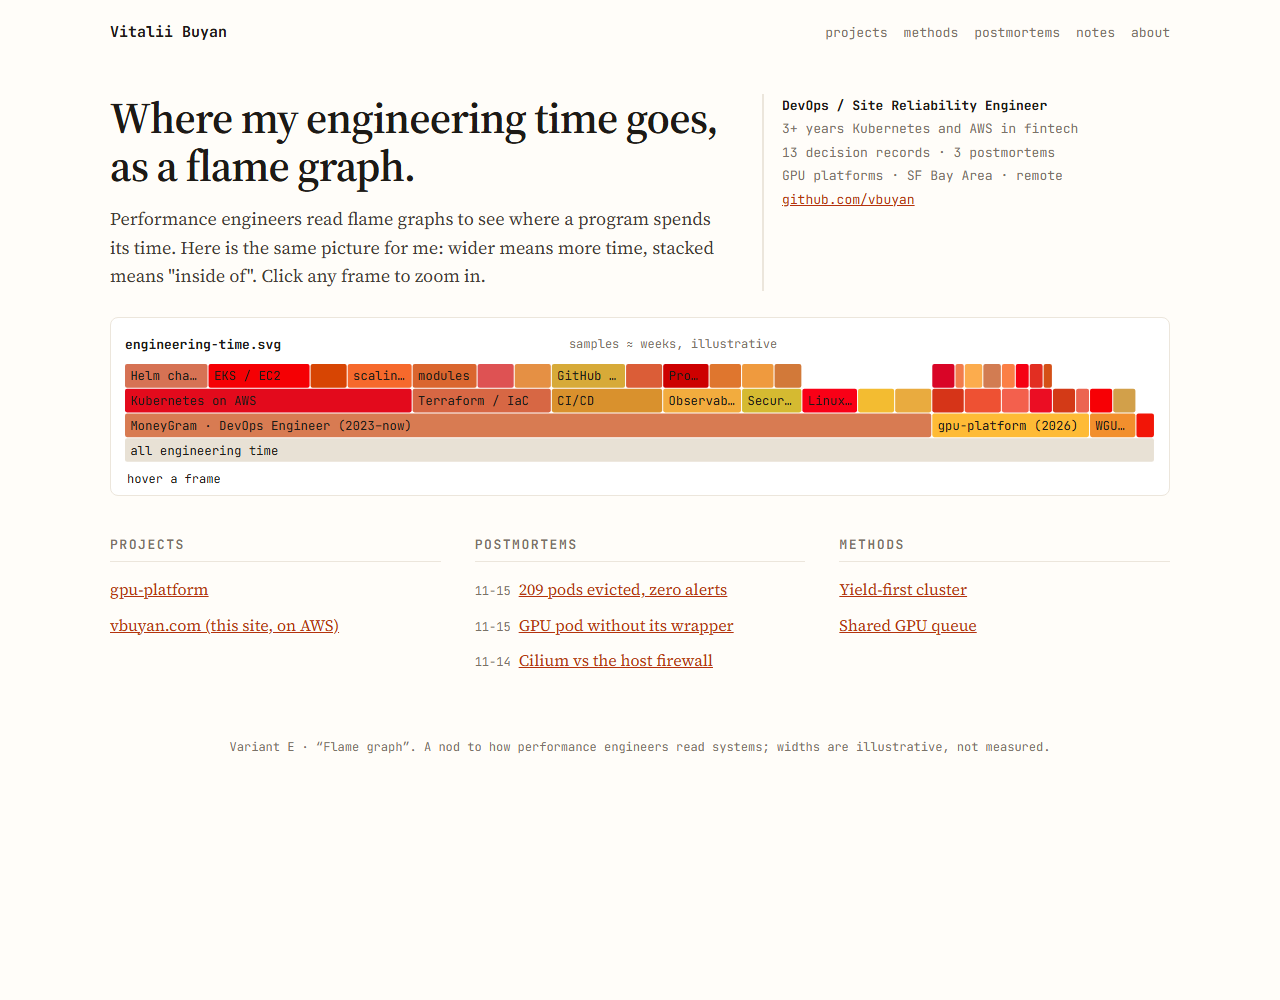 Vitalii Buyan
projects methods postmortems notes about
Where my engineering time goes,
as a flame graph.
Performance engineers read flame graphs to see where a program spends
its time. Here is the same picture for me: wider means more time, stacked
means "inside of". Click any frame to zoom in.
DevOps / Site Reliability Engineer
3+ years Kubernetes and AWS in fintech
13 decision records · 3 postmortems
GPU platforms · SF Bay Area · remote
github.com/vbuyan
engineering-time.svg
samples ≈ weeks, illustrative
Helm cha… EKS / EC2 scalin… modules GitHub … Pro…
Kubernetes on AWS Terraform / IaC CI/CD Observab… Secur… Linux…
MoneyGram · DevOps Engineer (2023–now) gpu-platform (2026) WGU…
all engineering time
hover a frame
PROJECTS
gpu-platform
vbuyan.com (this site, on AWS)
POSTMORTEMS
11-15 209 pods evicted, zero alerts
11-15 GPU pod without its wrapper
11-14 Cilium vs the host firewall
METHODS
Yield-first cluster
Shared GPU queue
Variant E · “Flame graph”. A nod to how performance engineers read systems; widths are illustrative, not measured.